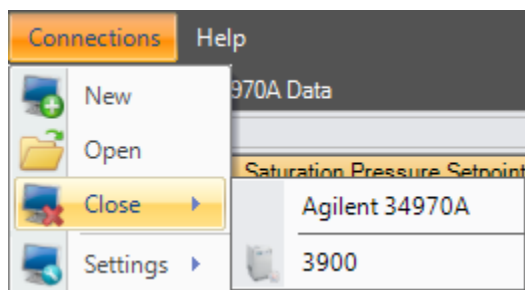 Connections Help
New
970A Data
Open
Saturation Pressure Setpoint
Close
Agilent 34970A
Settings
3900